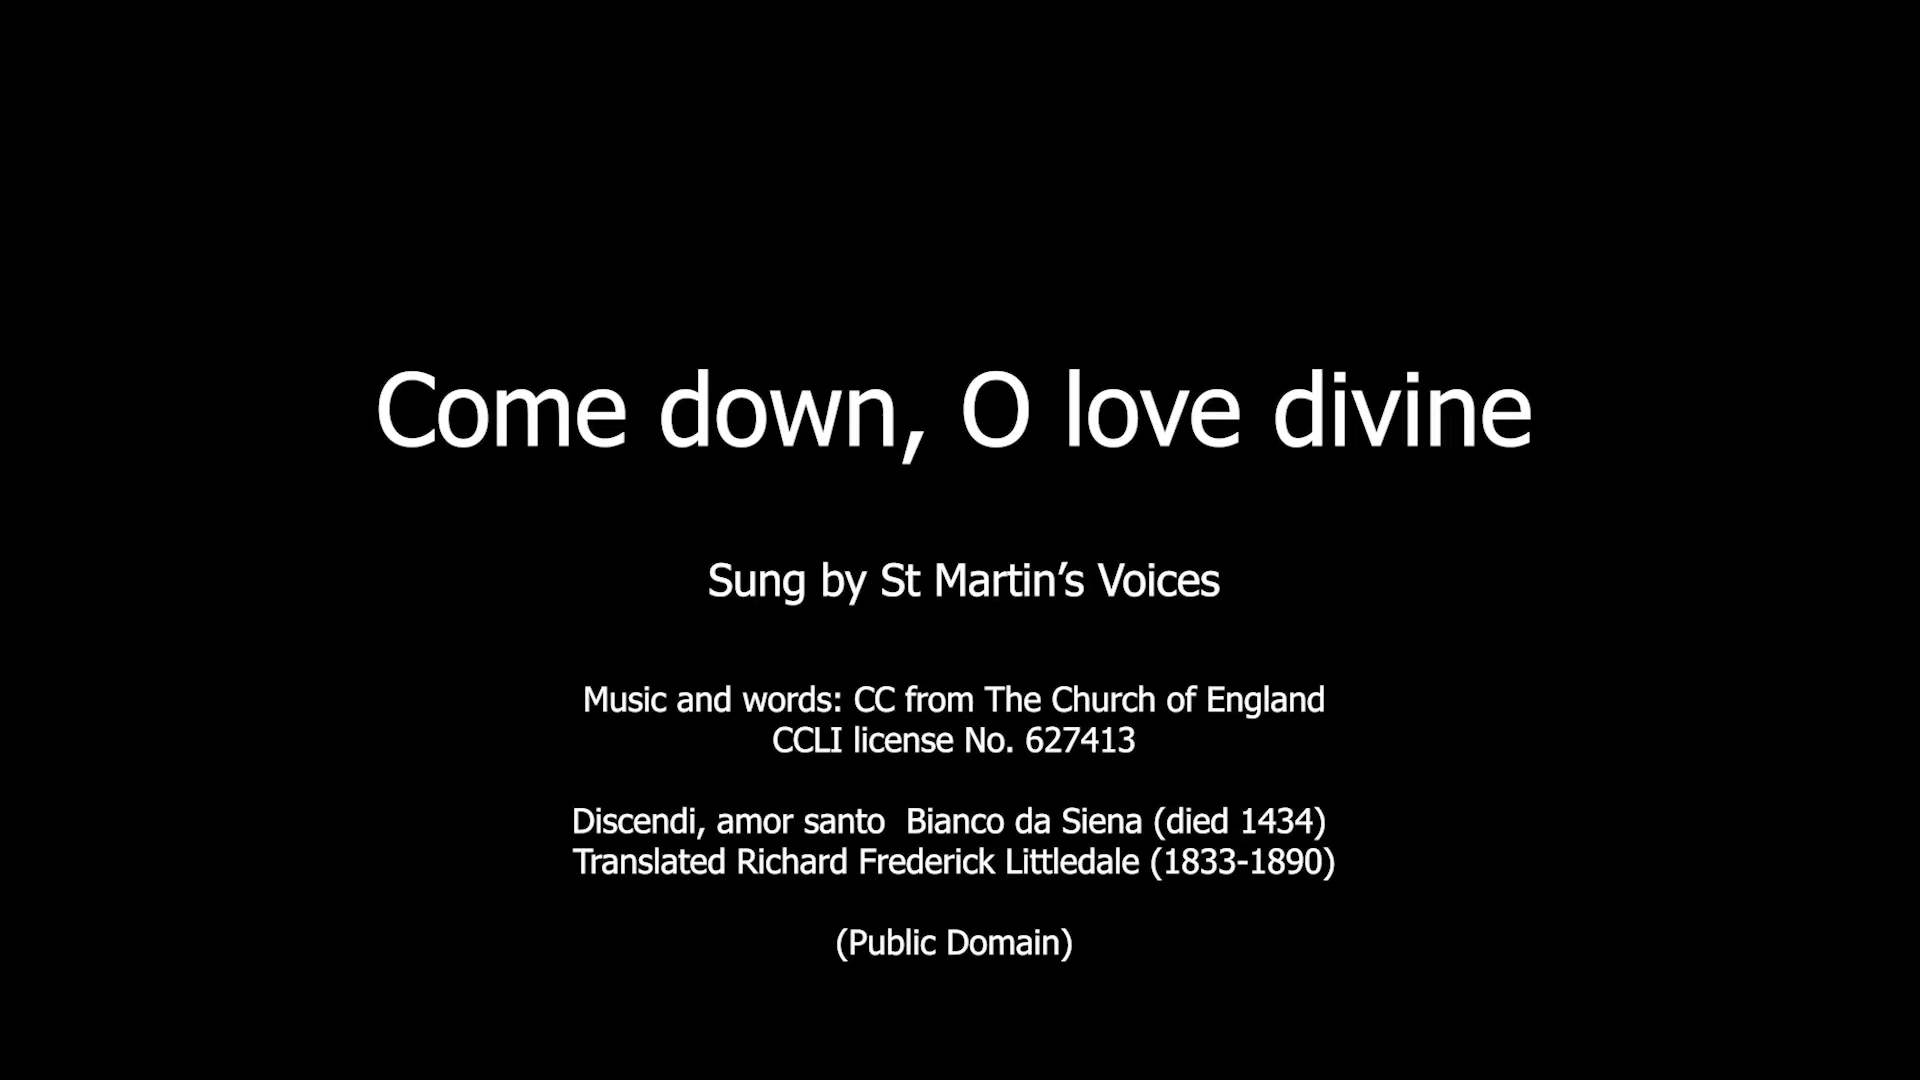 Come down, O love divine
Sung by St Martin’s Voices
Music and words: CC from The Church of England
CCLI license No. 627413
Discendi, amor santo  Bianco da Siena (died 1434)
Translated Richard Frederick Littledale (1833-1890)
(Public Domain)